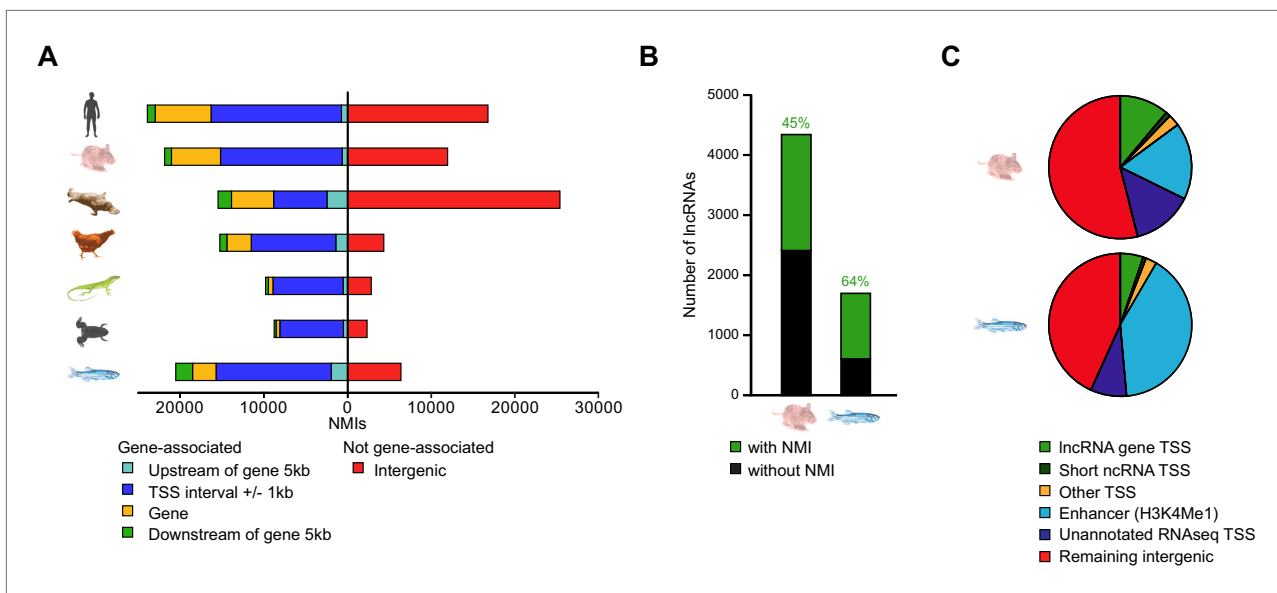 A
B
C
20000
10000
0
10000
20000
30000
NMIs
Gene-associated
Upstream of gene 5kb
TSS interval +/- 1kb
Gene
Downstream of gene 5kb
Not gene-associated
Intergenic
Number of lncRNAs
5000
4000
3000
2000
1000
0
45%
64%
with NMI
without NMI
lncRNA gene TSS
Short ncRNA TSS
Other TSS
Enhancer (H3K4Me1)
Unannotated RNAseq TSS
Remaining intergenic